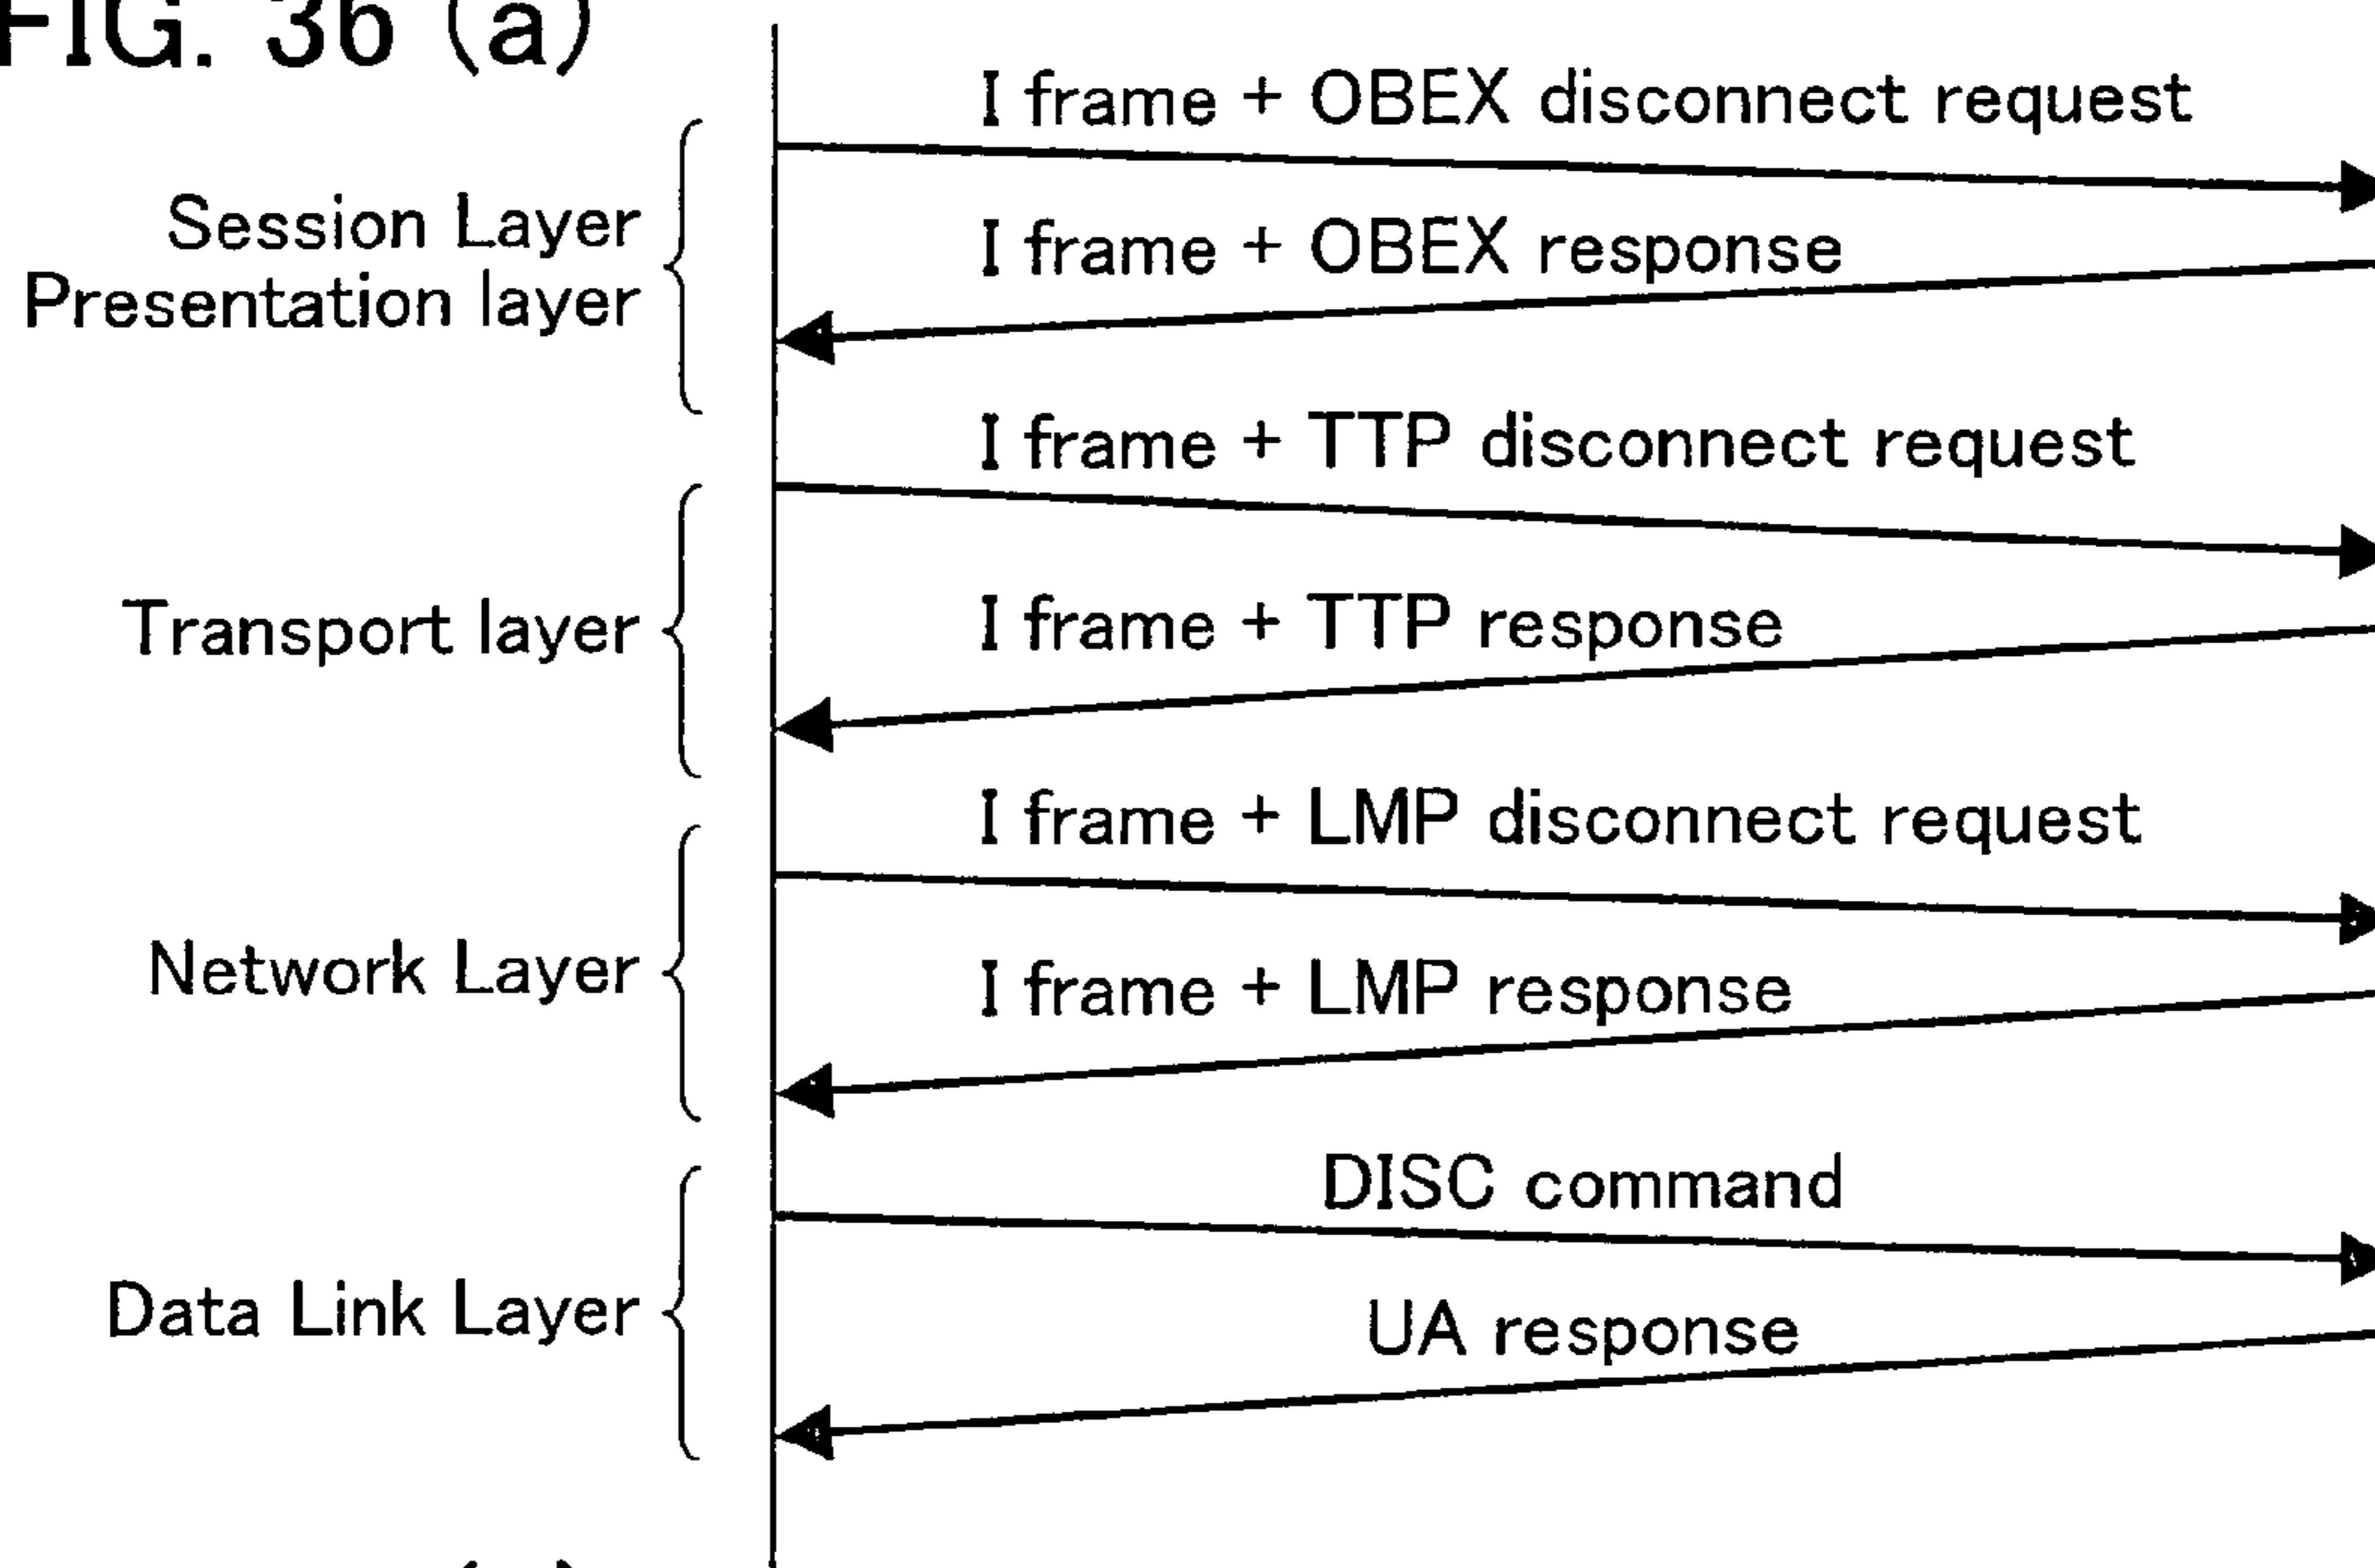 FIG. 36 (a)
I frame + OBEX disconnect request
Session Layer
Presentation layer
I frame + OBEX response
I frame + TTP disconnect request
Transport layer
I frame + TTP response
I frame + LMP disconnect request
Network Layer
I frame + LMP response
DISC command
Data Link Layer
UA response